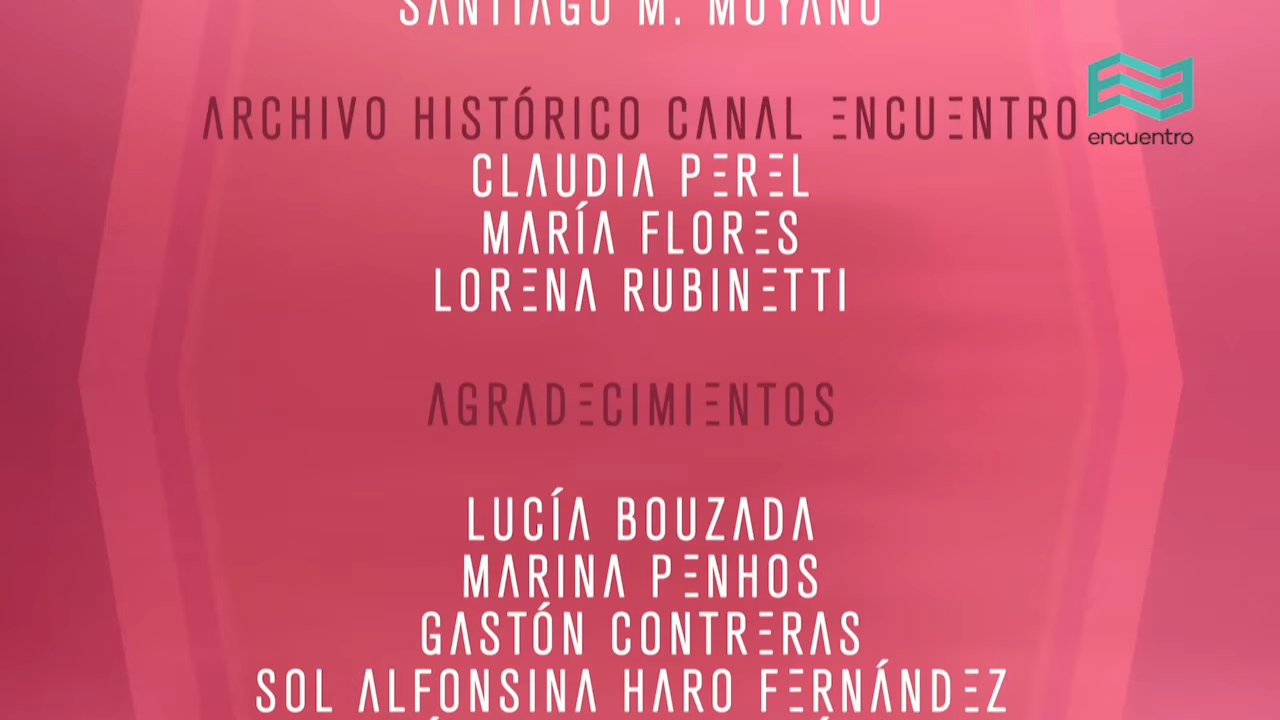 SANTIAGO M. MOYANO
ARCHIVO HISTÓRICO CANAL ENCUENTRO
encuentro
CLAUDIA PEREL
MARÍA FLORES
LORENA RUBINETTI
AGRADECIMIENTOS
LUCÍA BOUZADA
MARINA PENHOS
GASTÓN CONTRERAS
SOL ALFONSINA HARO FERNÁNDEZ